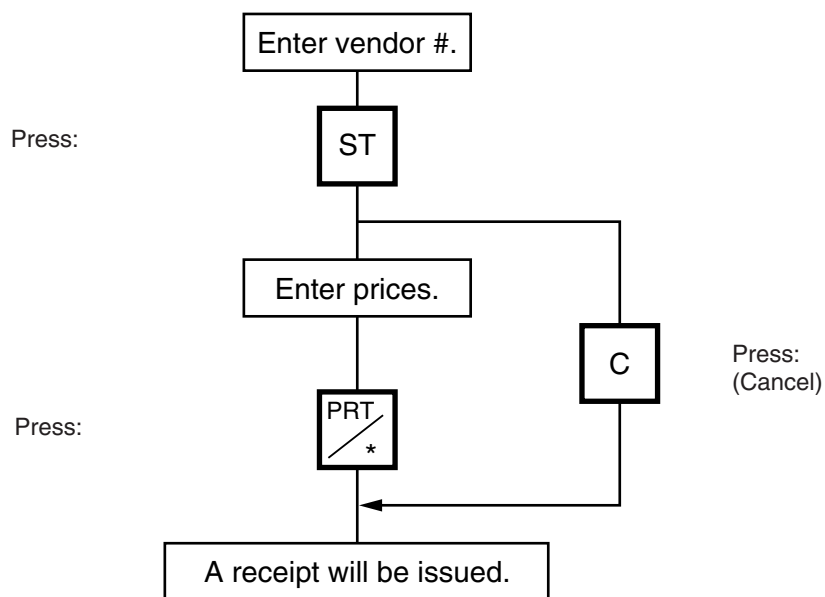 Enter vendor #.
Press:
ST
Enter prices.
C
Press:
(Cancel)
Press:
PRT
*
A receipt will be issued.